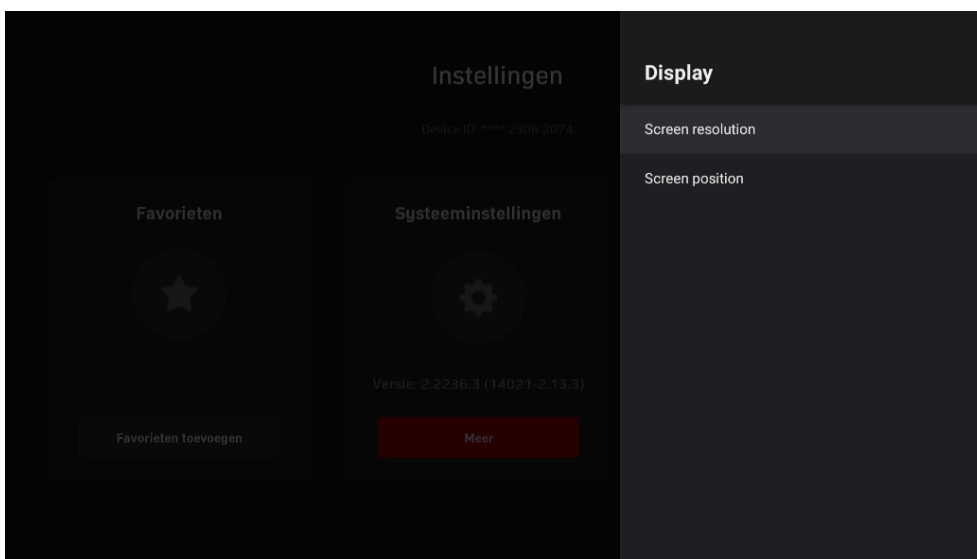 Instellingen
Device ID: **** 2306 2074
Favorieten
Systeeminstellingen
Versie: 2.2236.3 (14021-2.13.3)
Favorieten toevoegen
Meer
Display
Screen resolution
Screen position